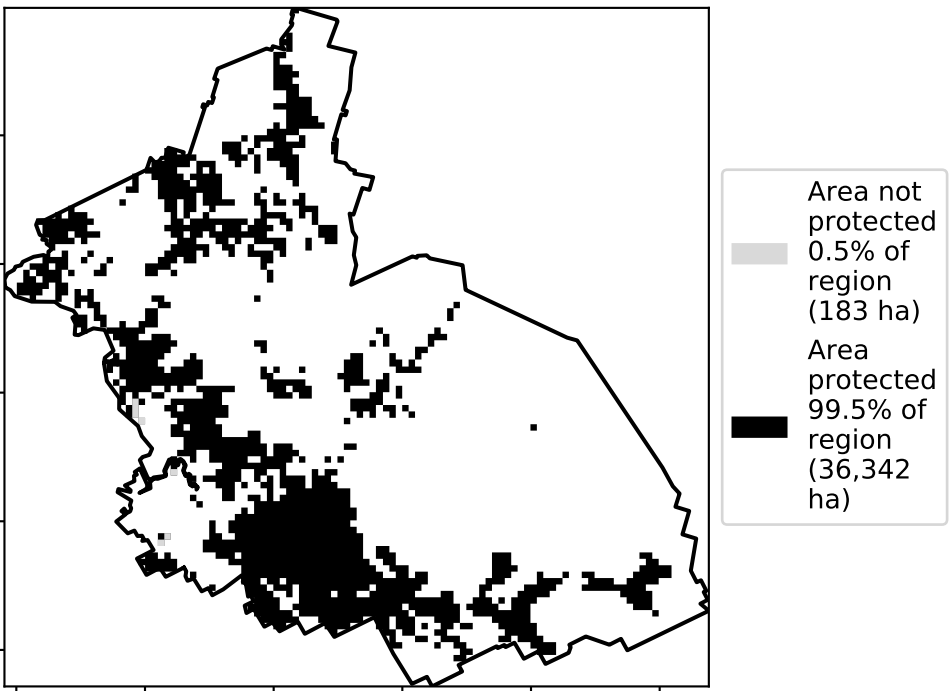 Area not
protected
0.5% of
region
(183 ha)
Area
protected
99.5% of
region
(36,342
ha)